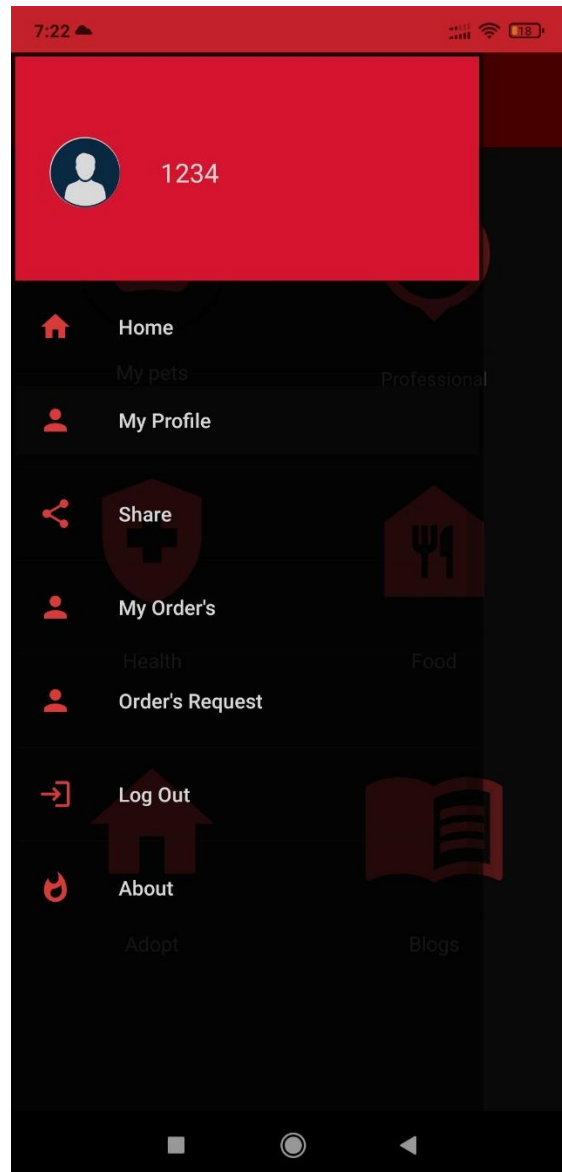 7:22
18
1234
Home
My pets
Professional
My Profile
Share
My Order's
Health
Food
Order's Request
Log Out
About
Adopt
Blogs